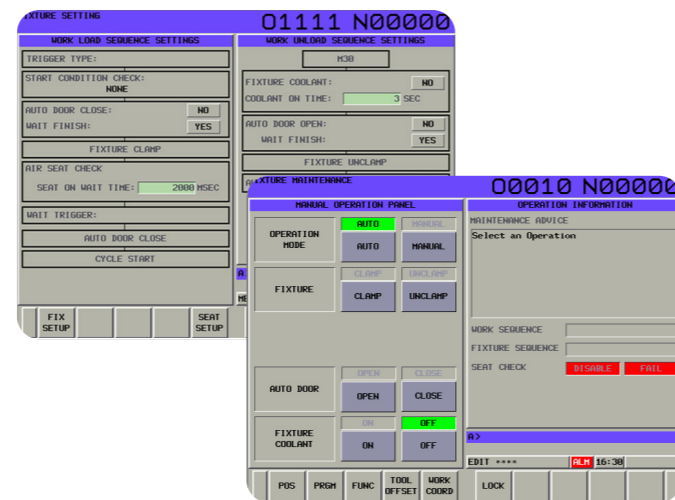 IXTURE SETTING
O1111 N00000
WORK LOAD SEQUENCE SETTINGS
TRIGGER TYPE:
START CONDITION CHECK:
NONE
AUTO DOOR CLOSE: NO
WAIT FINISH: YES
FIXTURE CLAMP
AIR SEAT CHECK
SEAT ON WAIT TIME: 2000 MSEC
WAIT TRIGGER:
AUTO DOOR CLOSE
CYCLE START
FIX SEAT
SETUP SETUP
WORK UNLOAD SEQUENCE SETTINGS
M30
FIXTURE COOLANT: NO
COOLANT ON TIME: 3 SEC
AUTO DOOR OPEN: NO
WAIT FINISH: YES
FIXTURE UNCLAMP
A
ME
IXTURE MAINTENANCE
O0010 N00000
MANUAL OPERATION PANEL
AUTO MANUAL
OPERATION
MODE
AUTO MANUAL
CLAMP UNCLAMP
FIXTURE
CLAMP UNCLAMP
OPEN CLOSE
AUTO DOOR
OPEN CLOSE
ON OFF
FIXTURE
COOLANT
ON OFF
OPERATION INFORMATION
MAINTENANCE ADVICE
Select an Operation
WORK SEQUENCE
FIXTURE SEQUENCE
SEAT CHECK DISABLE FAIL
A>
EDIT **** ALM 16:30
POS PRGM FUNC TOOL WORK LOCK
OFFSET COORD